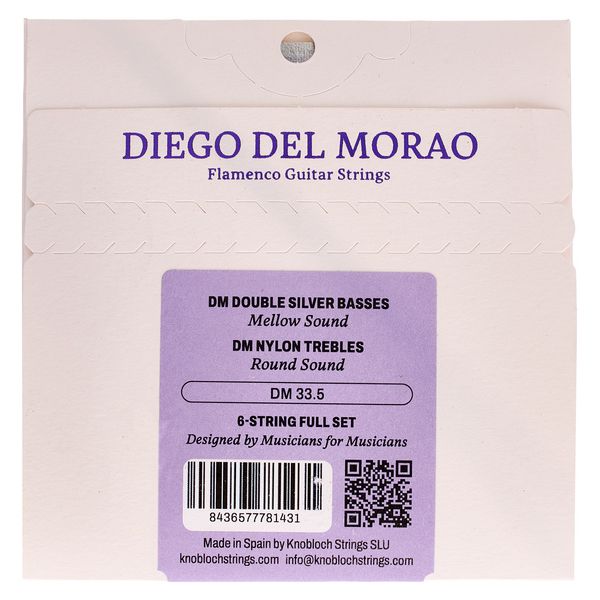 DIEGO DEL MORAO
Flamenco Guitar Strings
DM DOUBLE SILVER BASSES
Mellow Sound
DM NYLON TREBLES
Round Sound
DM 33.5
6-STRING FULL SET
Designed by Musicians for Musicians
8436577781431
Made in Spain by Knobloch Strings SLU
knoblochstrings.com info@knoblochstrings.com